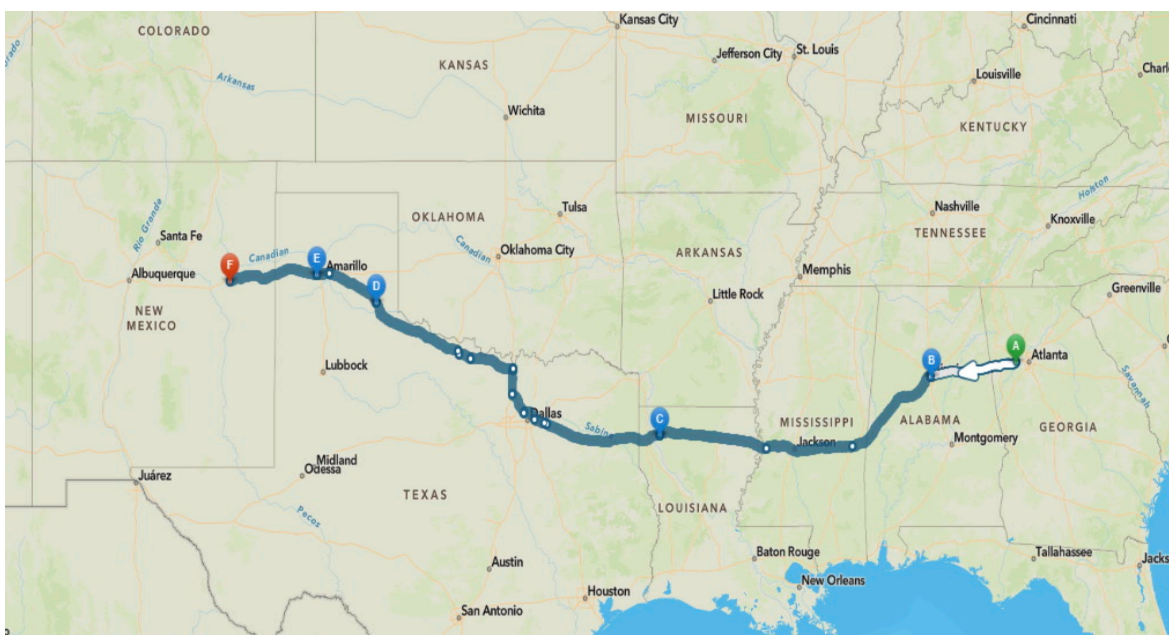 Kansas City
Cincinnati
COLORADO
Jefferson City
St. Louis
KANSAS
Louisville
Arkansas
Wichita
MISSOURI
KENTUCKY
Holston
Rio Grande
Nashville
Tulsa
OKLAHOMA
Knoxville
TENNESSEE
Santa Fe
Canadian
Oklahoma City
ARKANSAS
Canadian
E
Amarillo
F
Memphis
Albuquerque
D
Greenville
Little Rock
NEW
MEXICO
A
B
Atlanta
Lubbock
Savannah
Dallas
C
MISSISSIPPI
ALABAMA
GEORGIA
Jackson
Montgomery
Midland
Odessa
Juárez
TEXAS
LOUISIANA
Pecos
Baton Rouge
Tallahassee
Austin
New Orleans
Houston
San Antonio